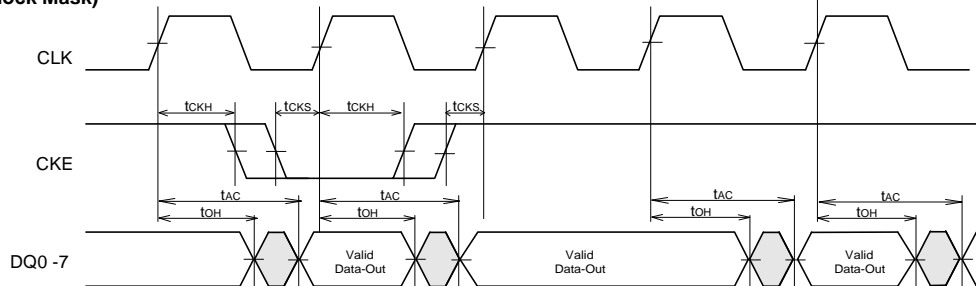 lock Mask)
CLK
tCKH tCKS tCKH tCKS
CKE
tAC tAC tAC tAC
tOH tOH tOH tOH
DQ0 -7
Valid Data-Out
Valid Data-Out
Valid Data-Out